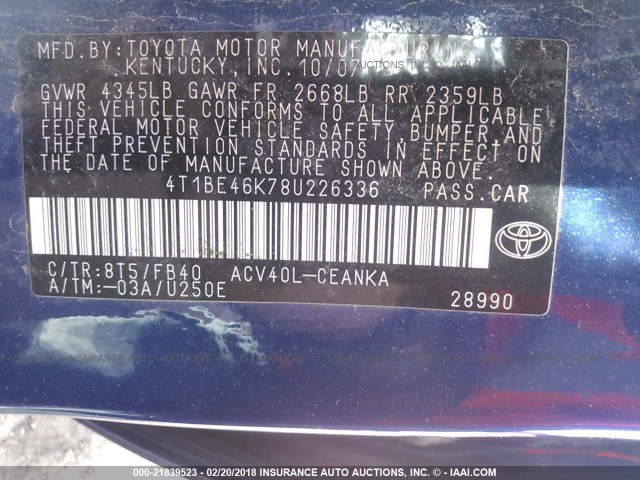 MFD. BY: TOYOTA MOTOR MANUFACTURING
KENTUCKY, INC. 10/07
GVWR 4345LB GAWR FR 2668LB RR 2359LB
THIS VEHICLE CONFORMS TO ALL APPLICABLE
FEDERAL MOTOR VEHICLE SAFETY, BUMPER AND
THEFT PREVENTION STANDARDS IN EFFECT ON
THE DATE OF MANUFACTURE SHOWN ABOVE.
4T1BE46K78U226336 PASS. CAR
C/TR: 8T5/FB40 ACV40L-CEANKA
A/TM: -03A/U250E
28990
000-21839523 - 02/20/2018 - INSURANCE AUTO AUCTIONS, INC. - IAAI.COM